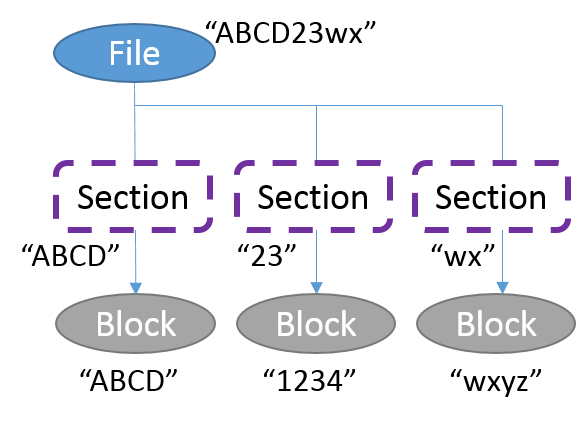 “ABCD23wx”
File
Section Section Section
“ABCD” “23” “wx”
Block Block Block
“ABCD” “1234” “wxyz”